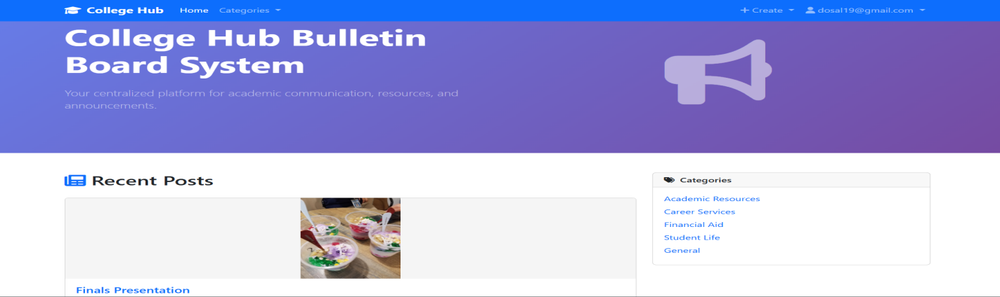 College Hub Home Categories Create dosal19@gmail.com
College Hub Bulletin
Board System
Your centralized platform for academic communication, resources, and
announcements.
Recent Posts
Categories
Academic Resources
Career Services
Financial Aid
Student Life
General
Finals Presentation